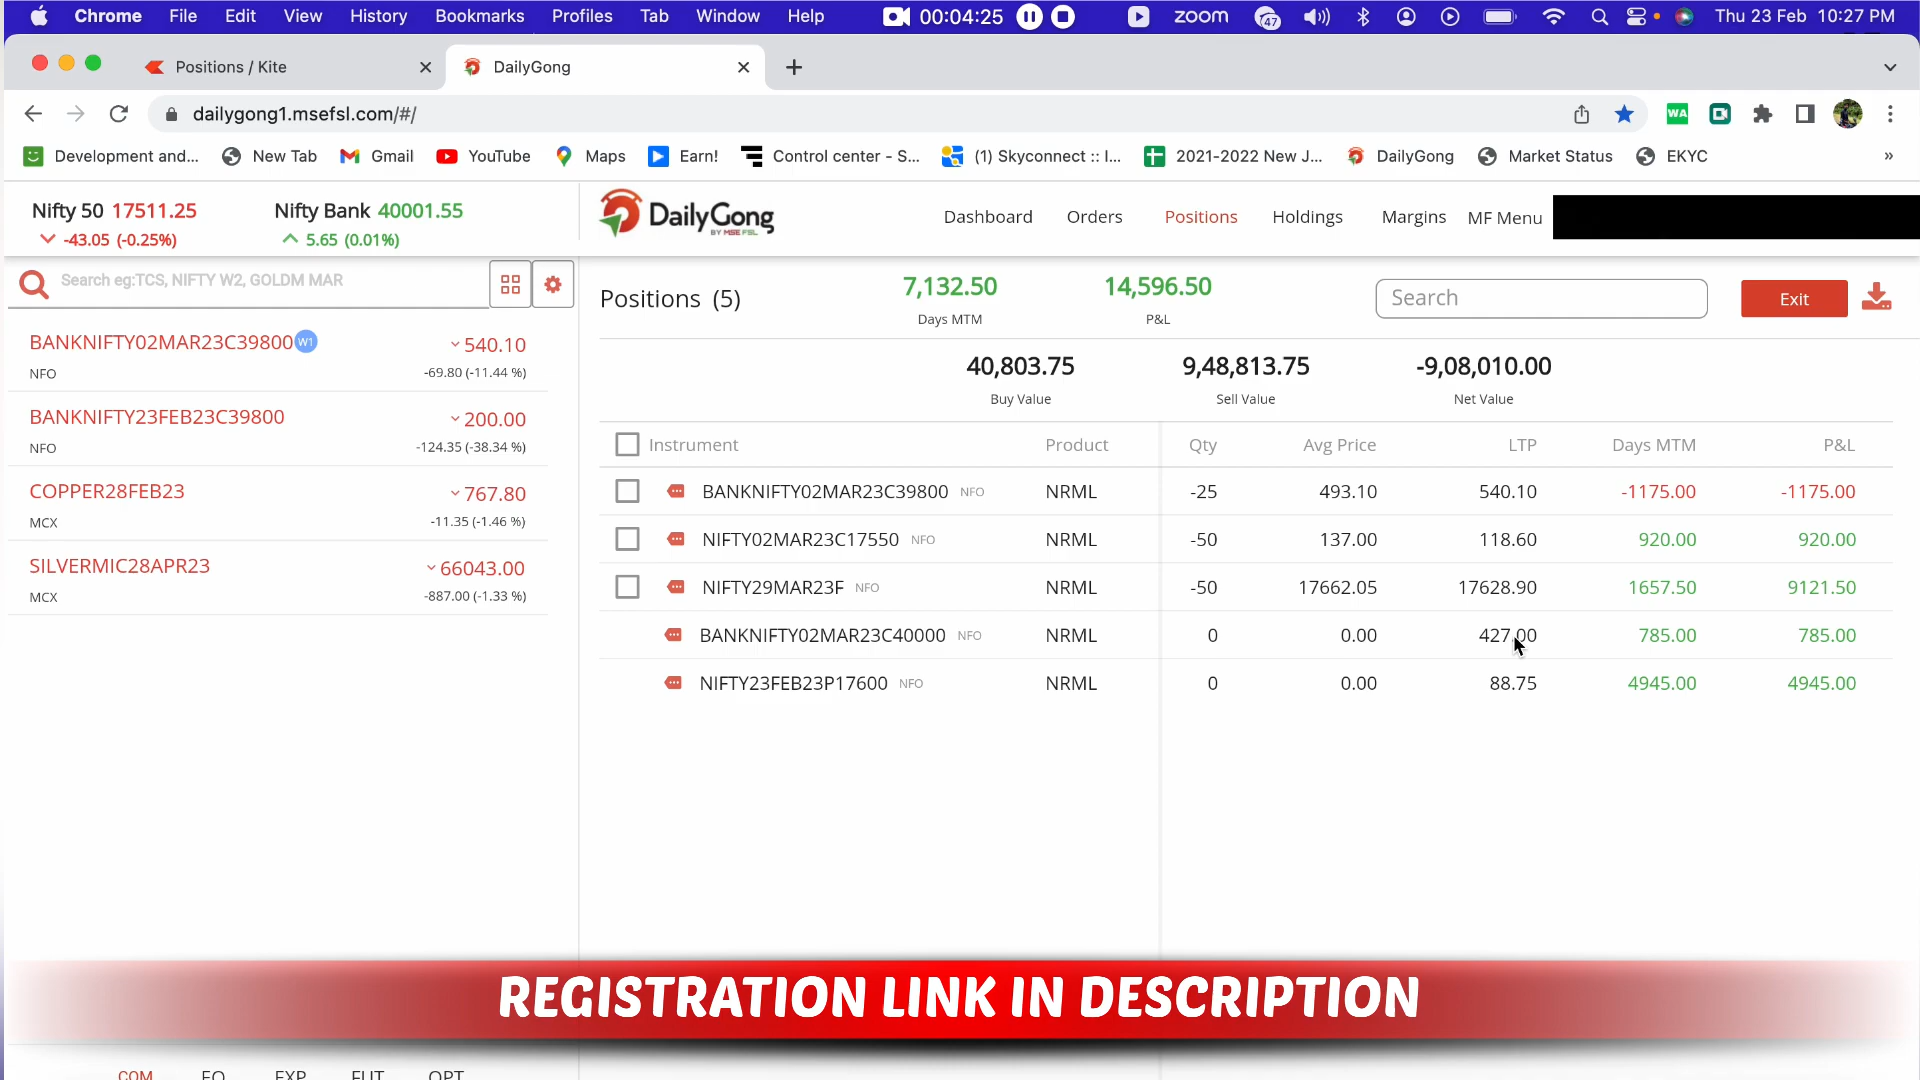 Chrome File Edit View History Bookmarks Profiles Tab Window Help 00:04:25 zoom 47 Thu 23 Feb 10:27 PM
Positions / Kite DailyGong
dailygong1.msefsl.com/#/ WA
Development and... New Tab Gmail YouTube Maps Earn! Control center - S... (1) Skyconnect :: I... 2021-2022 New J... DailyGong Market Status EKYC »
Nifty 50 17511.25 Nifty Bank 40001.55
-43.05 (-0.25%) 5.65 (0.01%)
DailyGong
BY MSE FSL
Dashboard Orders Positions Holdings Margins MF Menu
Search eg:TCS, NIFTY W2, GOLDM MAR
BANKNIFTY02MAR23C39800 W1 540.10
NFO -69.80 (-11.44 %)
BANKNIFTY23FEB23C39800 200.00
NFO -124.35 (-38.34 %)
COPPER28FEB23 767.80
MCX -11.35 (-1.46 %)
SILVERMIC28APR23 66043.00
MCX -887.00 (-1.33 %)
Positions (5) 7,132.50 14,596.50 Search Exit
Days MTM P&L
40,803.75 9,48,813.75 -9,08,010.00
Buy Value Sell Value Net Value
Instrument Product Qty Avg Price LTP Days MTM P&L
BANKNIFTY02MAR23C39800 NFO NRML -25 493.10 540.10 -1175.00 -1175.00
NIFTY02MAR23C17550 NFO NRML -50 137.00 118.60 920.00 920.00
NIFTY29MAR23F NFO NRML -50 17662.05 17628.90 1657.50 9121.50
BANKNIFTY02MAR23C40000 NFO NRML 0 0.00 427.00 785.00 785.00
NIFTY23FEB23P17600 NFO NRML 0 0.00 88.75 4945.00 4945.00
REGISTRATION LINK IN DESCRIPTION
COM EQ EXP FUT OPT